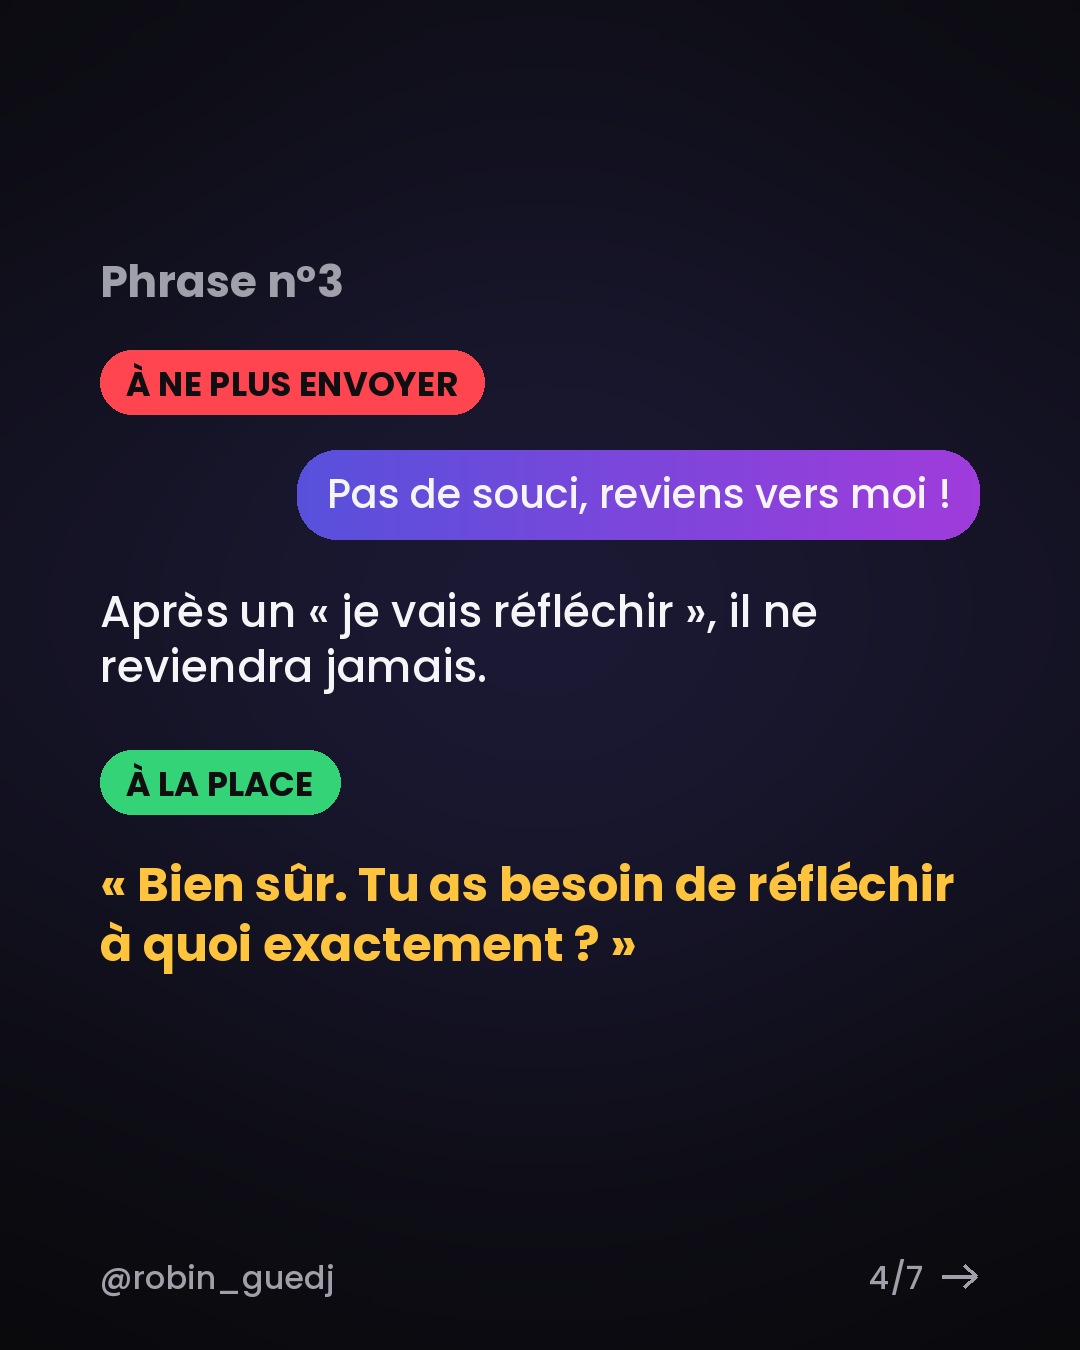 Phrase n°3
À NE PLUS ENVOYER
Pas de souci, reviens vers moi !
Après un « je vais réfléchir », il ne
reviendra jamais.
À LA PLACE
« Bien sûr. Tu as besoin de réfléchir
à quoi exactement ? »
@robin_guedj
4/7 →